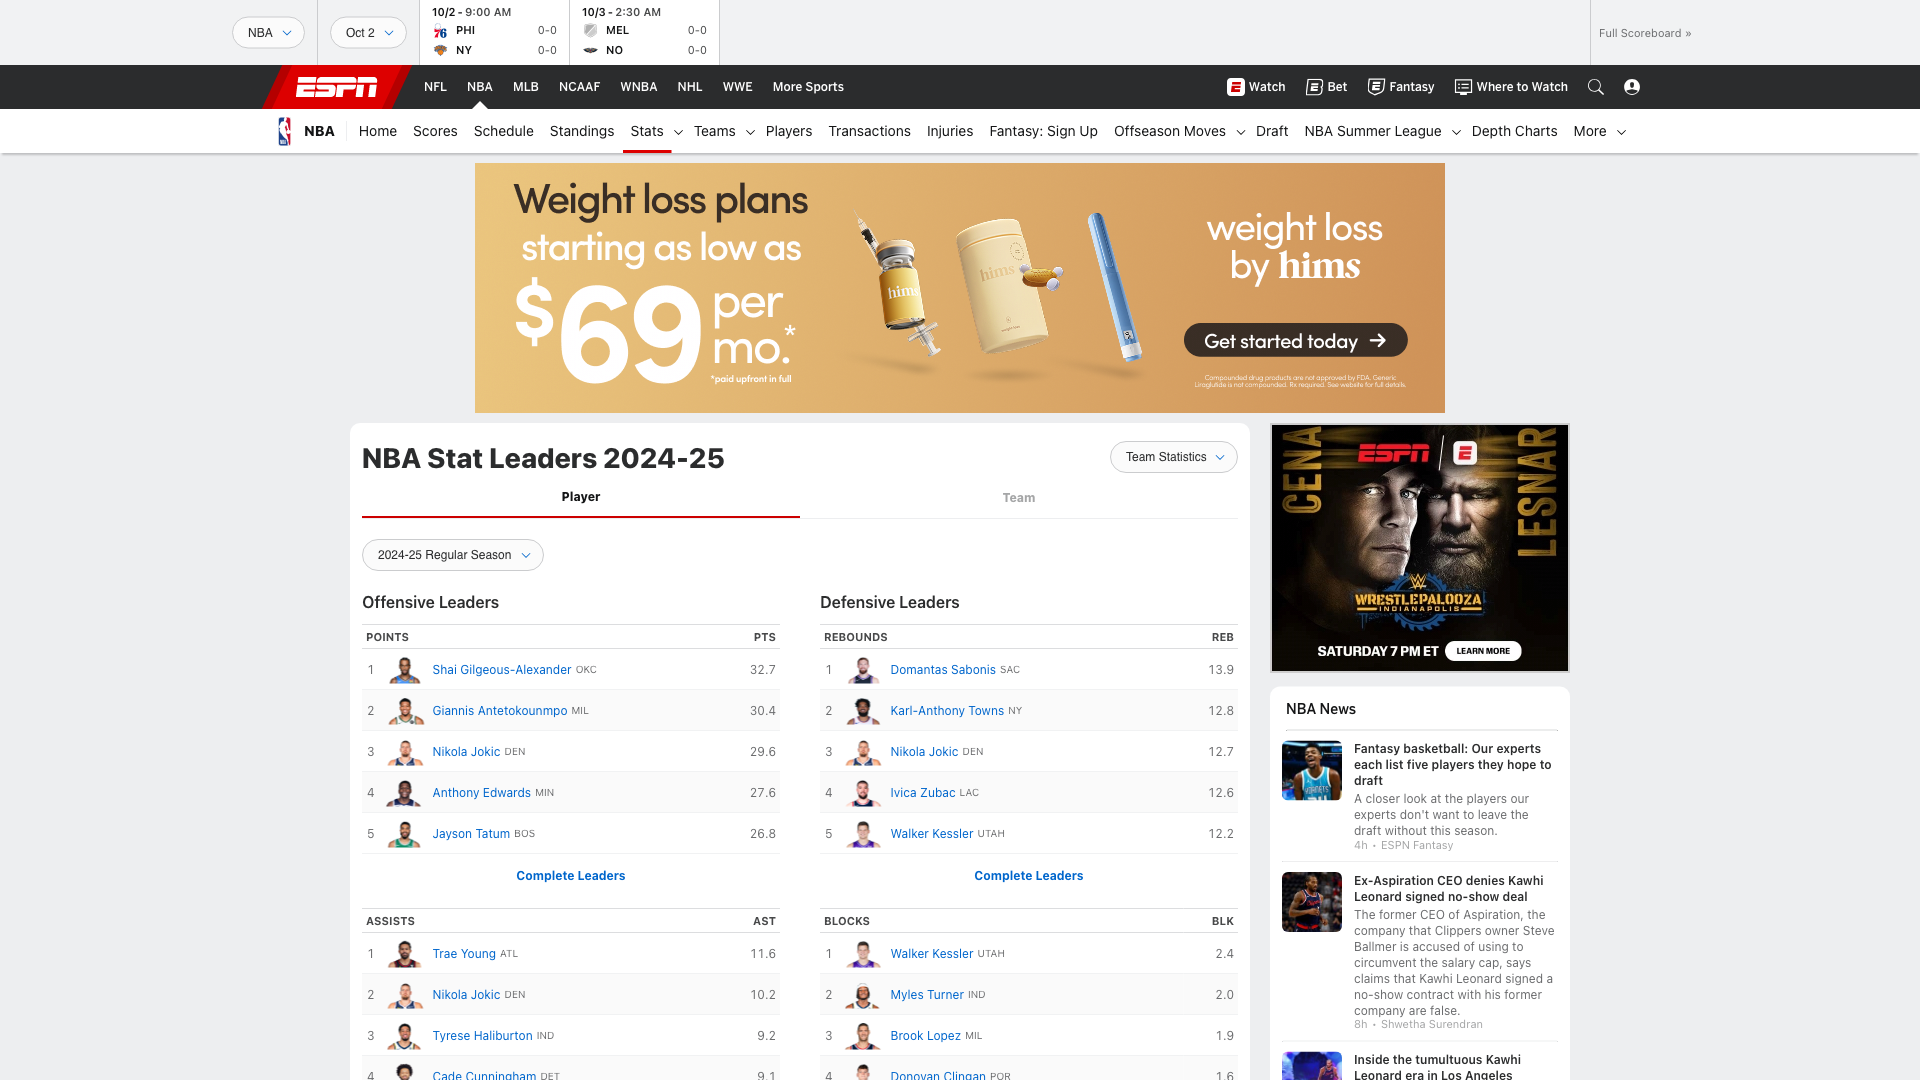 NBA
Oct 2
10/2 - 9:00 AM
PHI 0-0
NY 0-0
10/3 - 2:30 AM
MEL 0-0
NO 0-0
Full Scoreboard »
ESPN
NFL NBA MLB NCAAF WNBA NHL WWE More Sports
Watch Bet Fantasy Where to Watch
NBA Home Scores Schedule Standings Stats Teams Players Transactions Injuries Fantasy: Sign Up Offseason Moves Draft NBA Summer League Depth Charts More
Weight loss plans
starting as low as
$69 per mo.*
*paid upfront in full
hims
hims
weight loss
by hims
Get started today
Compounded drug products are not approved by FDA. Generic
Liraglutide is not compounded. Rx required. See website for full details.
NBA Stat Leaders 2024-25
Team Statistics
Player
Team
2024-25 Regular Season
Offensive Leaders
POINTS PTS
1 Shai Gilgeous-Alexander OKC 32.7
2 Giannis Antetokounmpo MIL 30.4
3 Nikola Jokic DEN 29.6
4 Anthony Edwards MIN 27.6
5 Jayson Tatum BOS 26.8
Complete Leaders
ASSISTS AST
1 Trae Young ATL 11.6
2 Nikola Jokic DEN 10.2
3 Tyrese Haliburton IND 9.2
4 Cade Cunningham DET 9.1
Defensive Leaders
REBOUNDS REB
1 Domantas Sabonis SAC 13.9
2 Karl-Anthony Towns NY 12.8
3 Nikola Jokic DEN 12.7
4 Ivica Zubac LAC 12.6
5 Walker Kessler UTAH 12.2
Complete Leaders
BLOCKS BLK
1 Walker Kessler UTAH 2.4
2 Myles Turner IND 2.0
3 Brook Lopez MIL 1.9
4 Donovan Clingan POR 1.6
CENA
ESPN
LESNAR
WRESTLEPALOOZA
INDIANAPOLIS
SATURDAY 7 PM ET LEARN MORE
NBA News
Fantasy basketball: Our experts
each list five players they hope to
draft
A closer look at the players our
experts don't want to leave the
draft without this season.
4h • ESPN Fantasy
Ex-Aspiration CEO denies Kawhi
Leonard signed no-show deal
The former CEO of Aspiration, the
company that Clippers owner Steve
Ballmer is accused of using to
circumvent the salary cap, says
claims that Kawhi Leonard signed a
no-show contract with his former
company are false.
8h • Shwetha Surendran
Inside the tumultuous Kawhi
Leonard era in Los Angeles